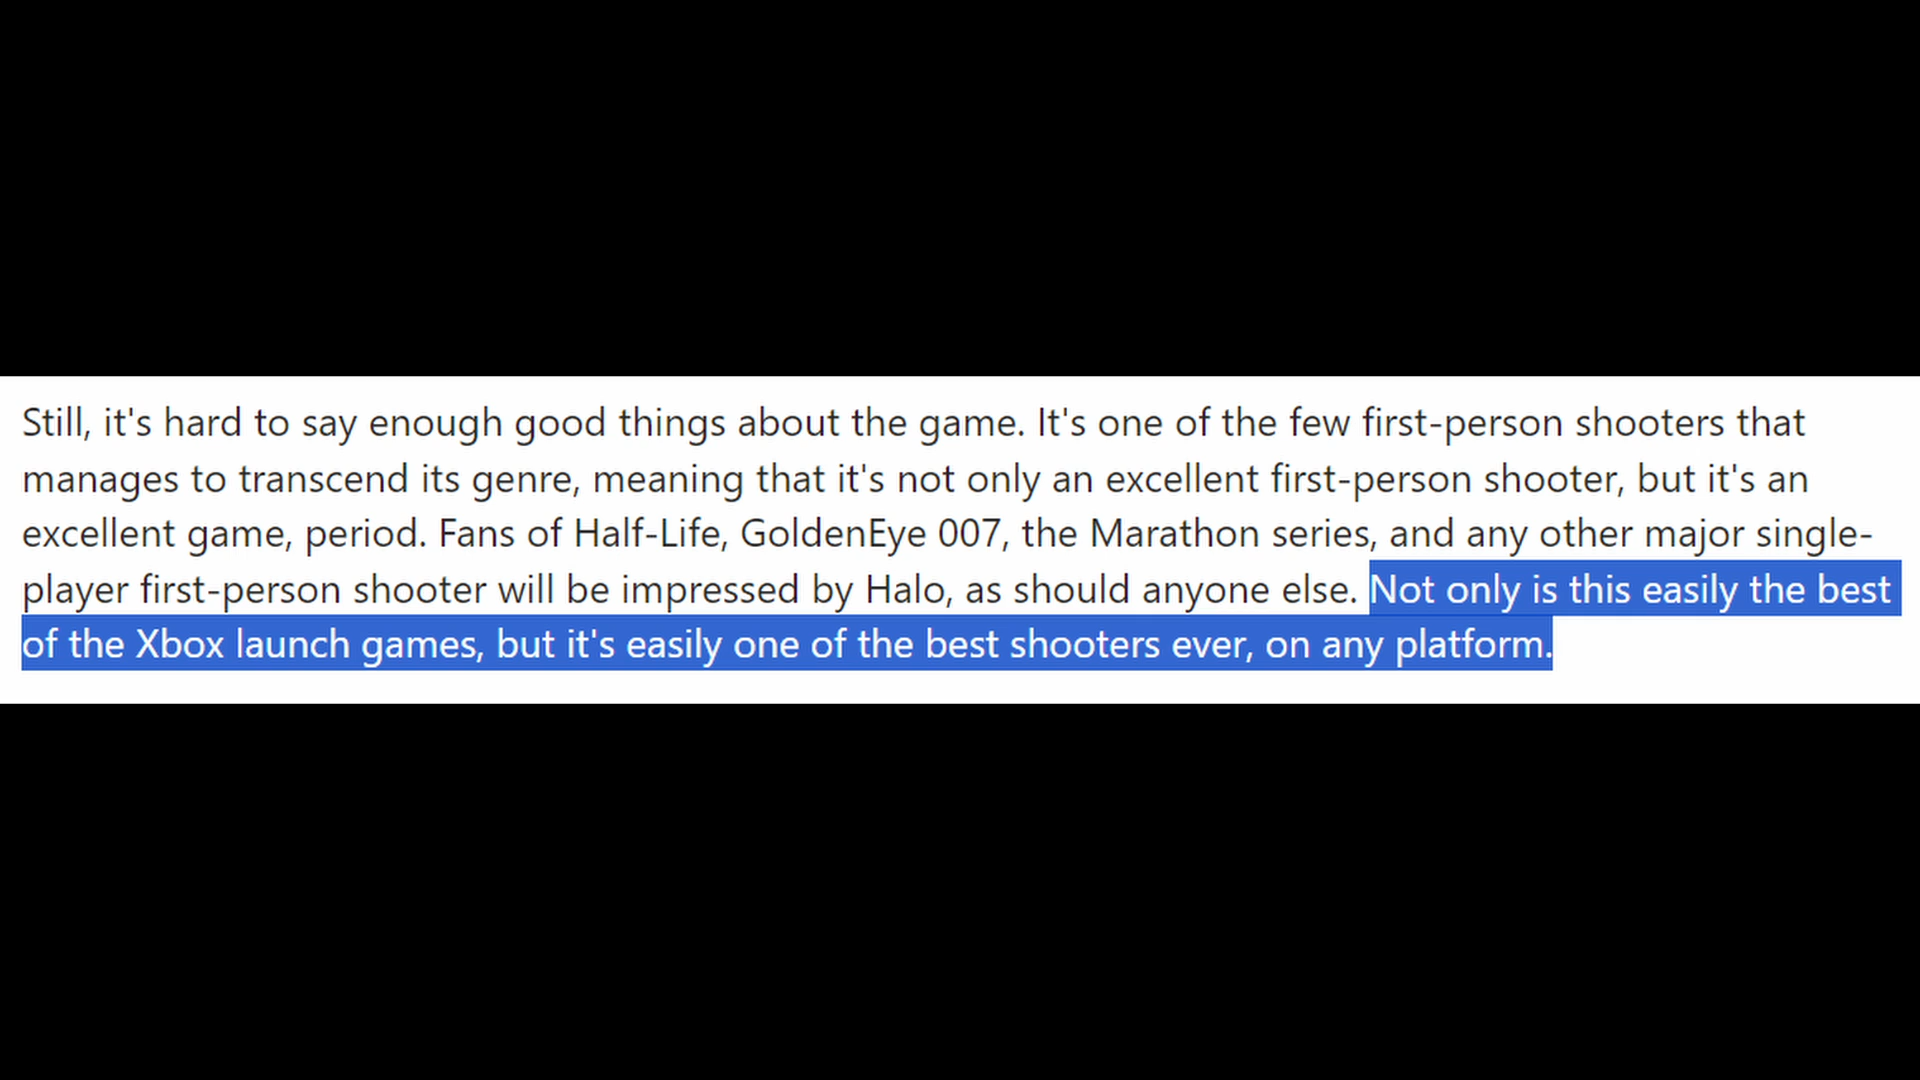 Still, it's hard to say enough good things about the game. It's one of the few first-person shooters that
manages to transcend its genre, meaning that it's not only an excellent first-person shooter, but it's an
excellent game, period. Fans of Half-Life, GoldenEye 007, the Marathon series, and any other major single-
player first-person shooter will be impressed by Halo, as should anyone else. Not only is this easily the best
of the Xbox launch games, but it's easily one of the best shooters ever, on any platform.